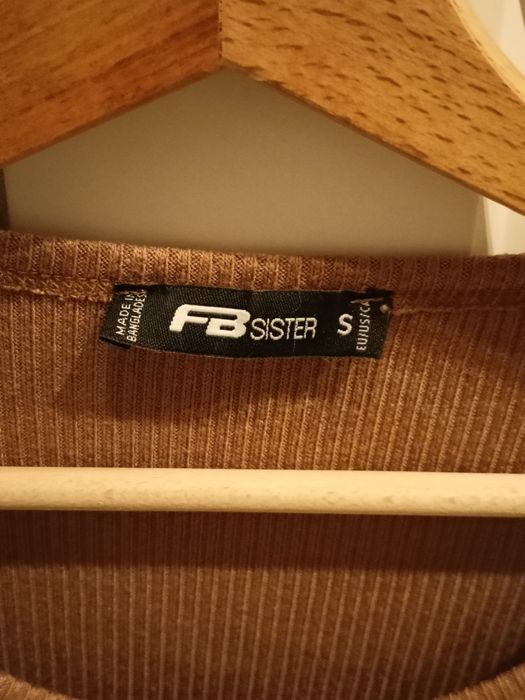 MADE IN
BANGLADESH
FB SISTER
S
EU/US/CA